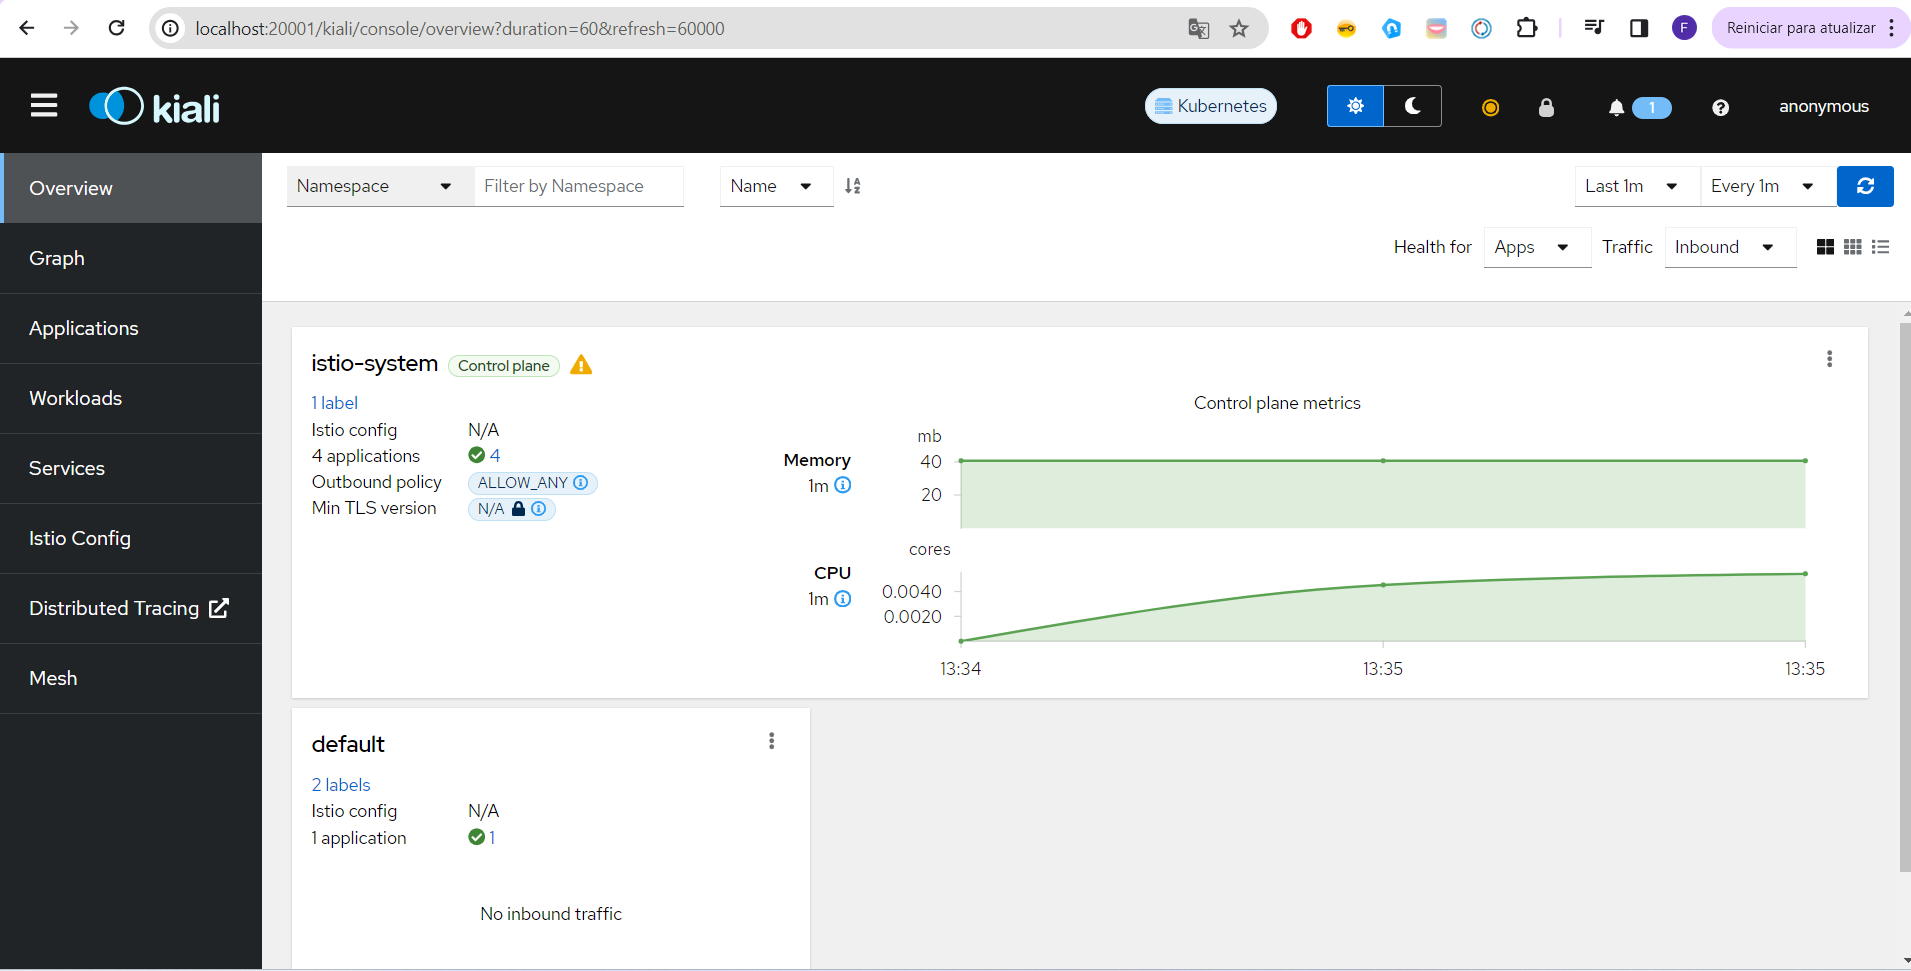 localhost:20001/kiali/console/overview?duration=60&refresh=60000
F
Reiniciar para atualizar
kiali
Kubernetes
1
anonymous
Overview
Graph
Applications
Workloads
Services
Istio Config
Distributed Tracing
Mesh
Namespace
Filter by Namespace
Name
Last 1m
Every 1m
Health for
Apps
Traffic
Inbound
istio-system
Control plane
1 label
Istio config N/A
4 applications 4
Outbound policy ALLOW_ANY
Min TLS version N/A
Control plane metrics
Memory
1m
mb
40
20
CPU
1m
cores
0.0040
0.0020
13:34 13:35 13:35
default
2 labels
Istio config N/A
1 application 1
No inbound traffic